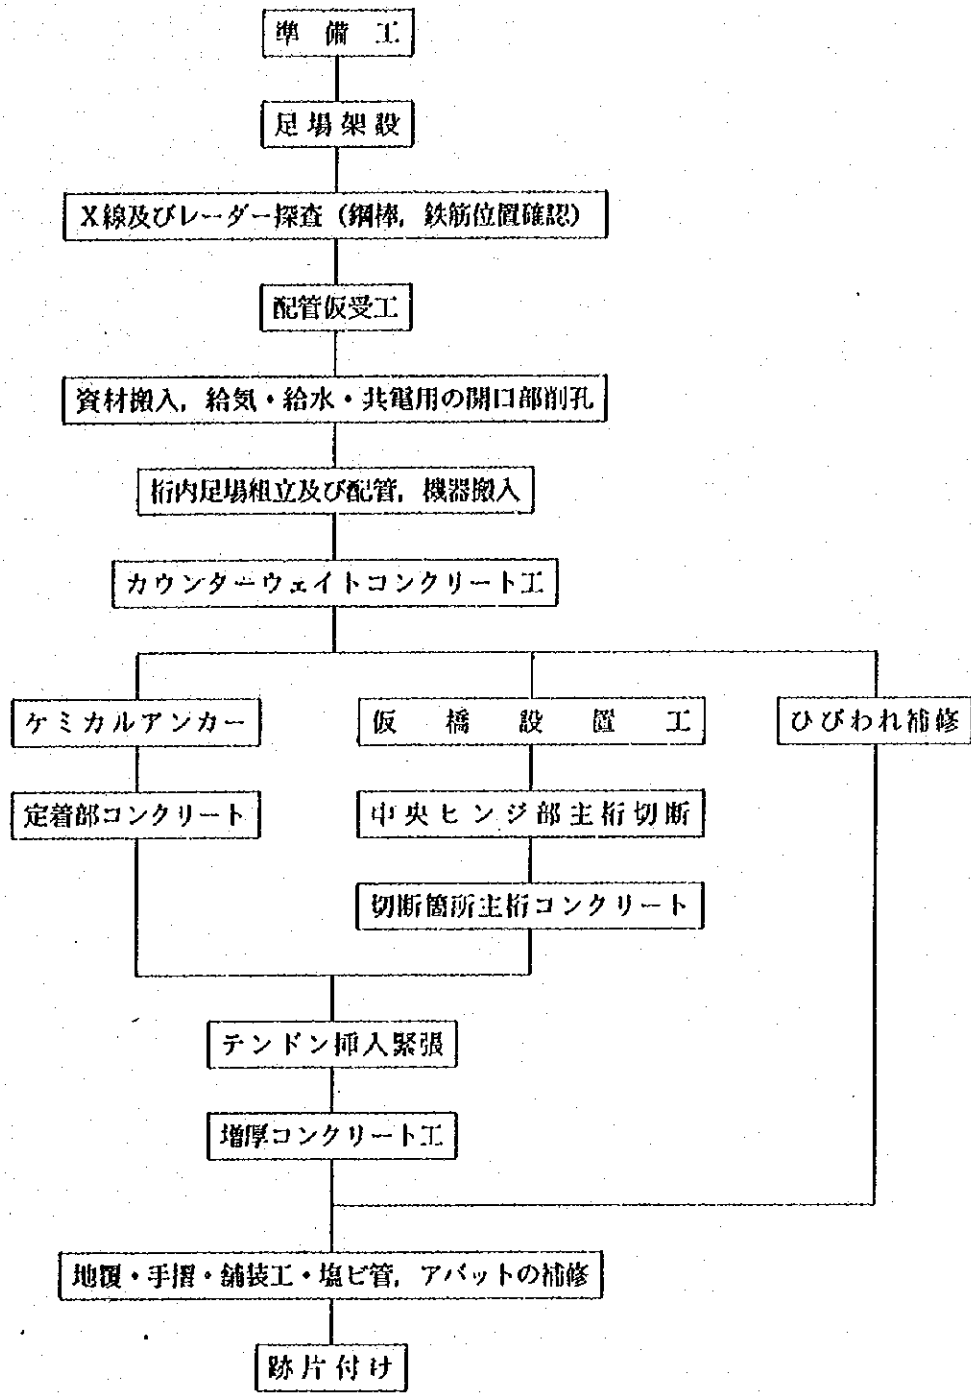 準備工
足場架設
X線及びレーダー探査（鋼棒，鉄筋位置確認）
配管仮受工
資材搬入，給気・給水・共電用の開口部削孔
桁内足場組立及び配管，機器搬入
カウンターウェイトコンクリート工
ケミカルアンカー
仮橋設置工
ひびわれ補修
定着部コンクリート
中央ヒンジ部主桁切断
切断箇所主桁コンクリート
テンドン挿入緊張
増厚コンクリート工
地覆・手摺・舗装工・塩ビ管，アバットの補修
跡片付け